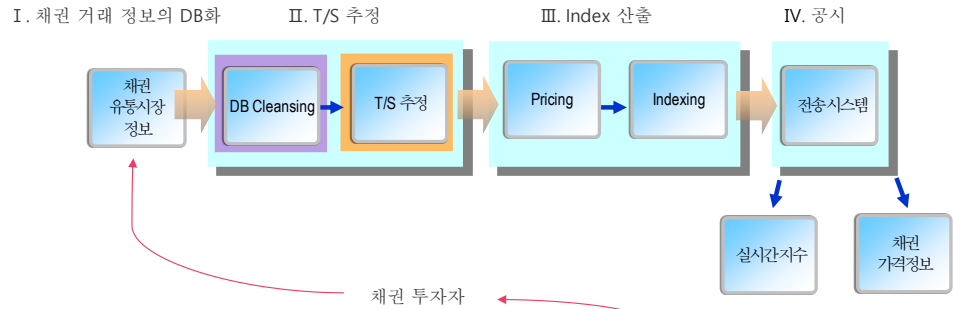 Ⅰ. 채권 거래 정보의 DB화
Ⅱ. T/S 추정
Ⅲ. Index 산출
Ⅳ. 공시
채권
유통시장
정보
DB Cleansing
T/S 추정
Pricing
Indexing
전송시스템
실시간지수
채권
가격정보
채권 투자자